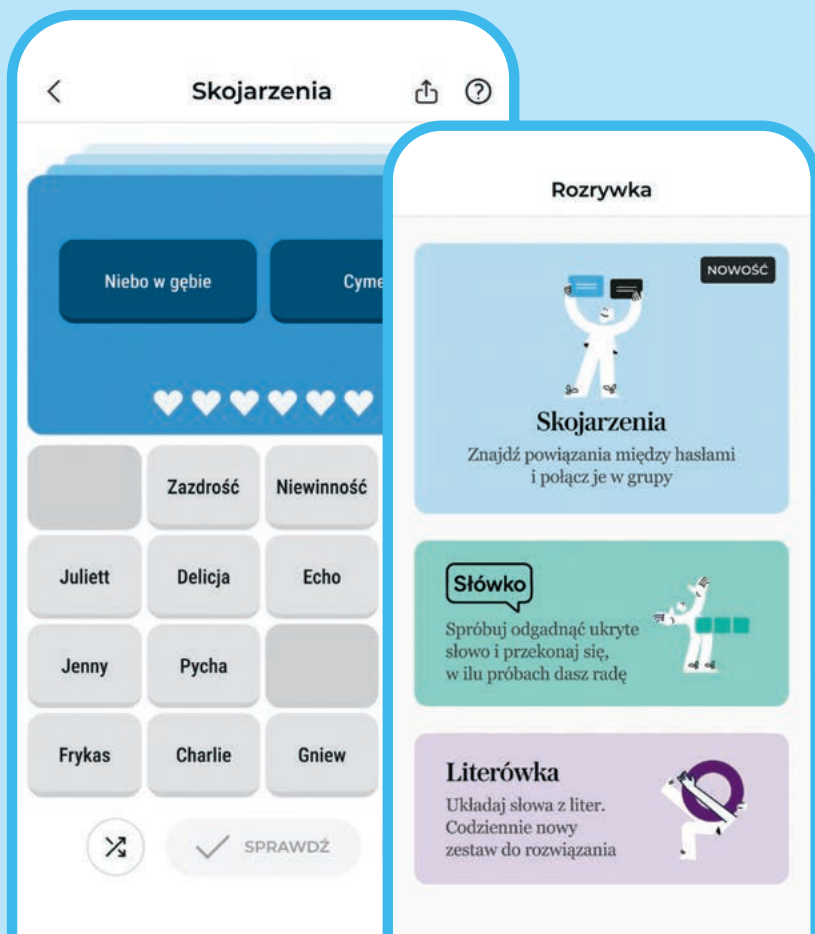 Skojarzenia
Niebo w gębie
Cyme
Zazdrość
Niewinność
Juliett
Delicja
Echo
Jenny
Pycha
Frykas
Charlie
Gniew
SPRAWDŹ
Rozrywka
NOWOŚĆ
Skojarzenia
Znajdź powiązania między hasłami
i połącz je w grupy
Słówko
Spróbuj odgadnąć ukryte
słowo i przekonaj się,
w ilu próbach dasz radę
Literówka
Układaj słowa z liter.
Codziennie nowy
zestaw do rozwiązania